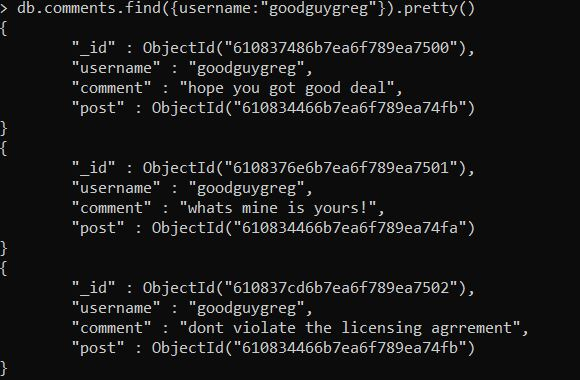 > db.comments.find({username:"goodguygreg"}).pretty()
{
"_id" : ObjectId("610837486b7ea6f789ea7500"),
"username" : "goodguygreg",
"comment" : "hope you got good deal",
"post" : ObjectId("610834466b7ea6f789ea74fb")
}
{
"_id" : ObjectId("6108376e6b7ea6f789ea7501"),
"username" : "goodguygreg",
"comment" : "whats mine is yours!",
"post" : ObjectId("610834466b7ea6f789ea74fa")
}
{
"_id" : ObjectId("610837cd6b7ea6f789ea7502"),
"username" : "goodguygreg",
"comment" : "dont violate the licensing agrrement",
"post" : ObjectId("610834466b7ea6f789ea74fb")
}